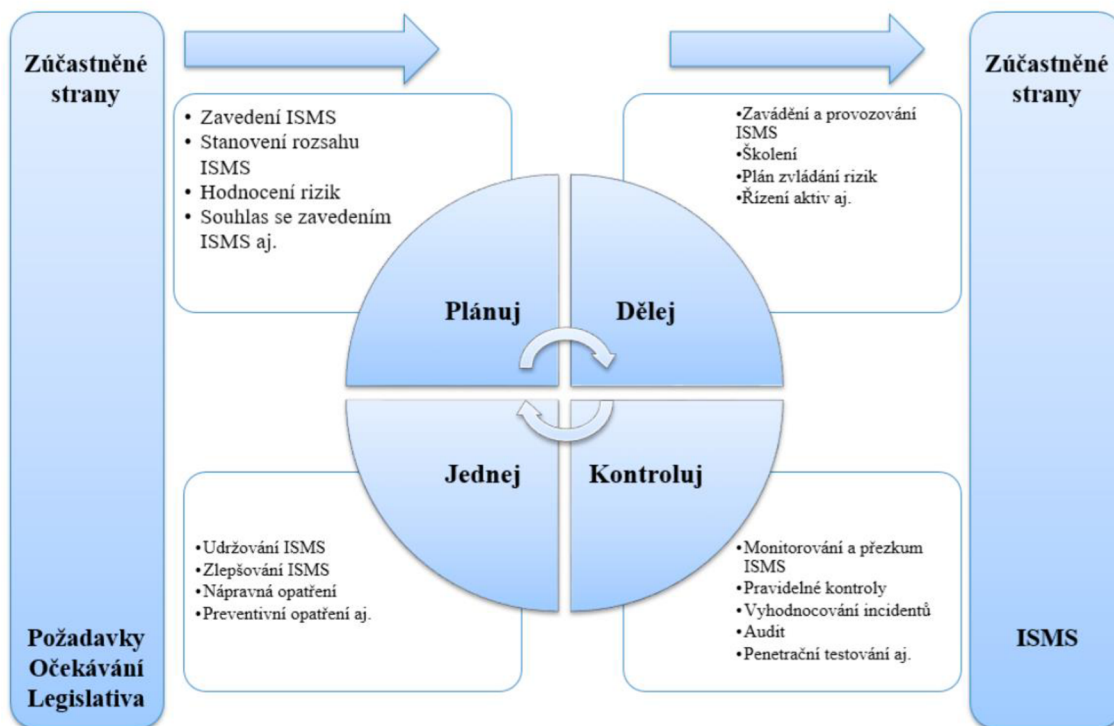 Zúčastněné
strany
Požadavky
Očekávání
Legislativa
• Zavedení ISMS
• Stanovení rozsahu
ISMS
• Hodnocení rizik
• Souhlas se zavedením
ISMS aj.
•Zavádění a provozování
ISMS
•Školení
•Plán zvládání rizik
•Řízení aktiv aj.
Plánuj
Dělej
Jednej
Kontroluj
•Udržování ISMS
•Zlepšování ISMS
•Nápravná opatření
•Preventivní opatření aj.
•Monitorování a přezkum
ISMS
•Pravidelné kontroly
•Vyhodnocování incidentů
•Audit
•Penetrační testování aj.
Zúčastněné
strany
ISMS